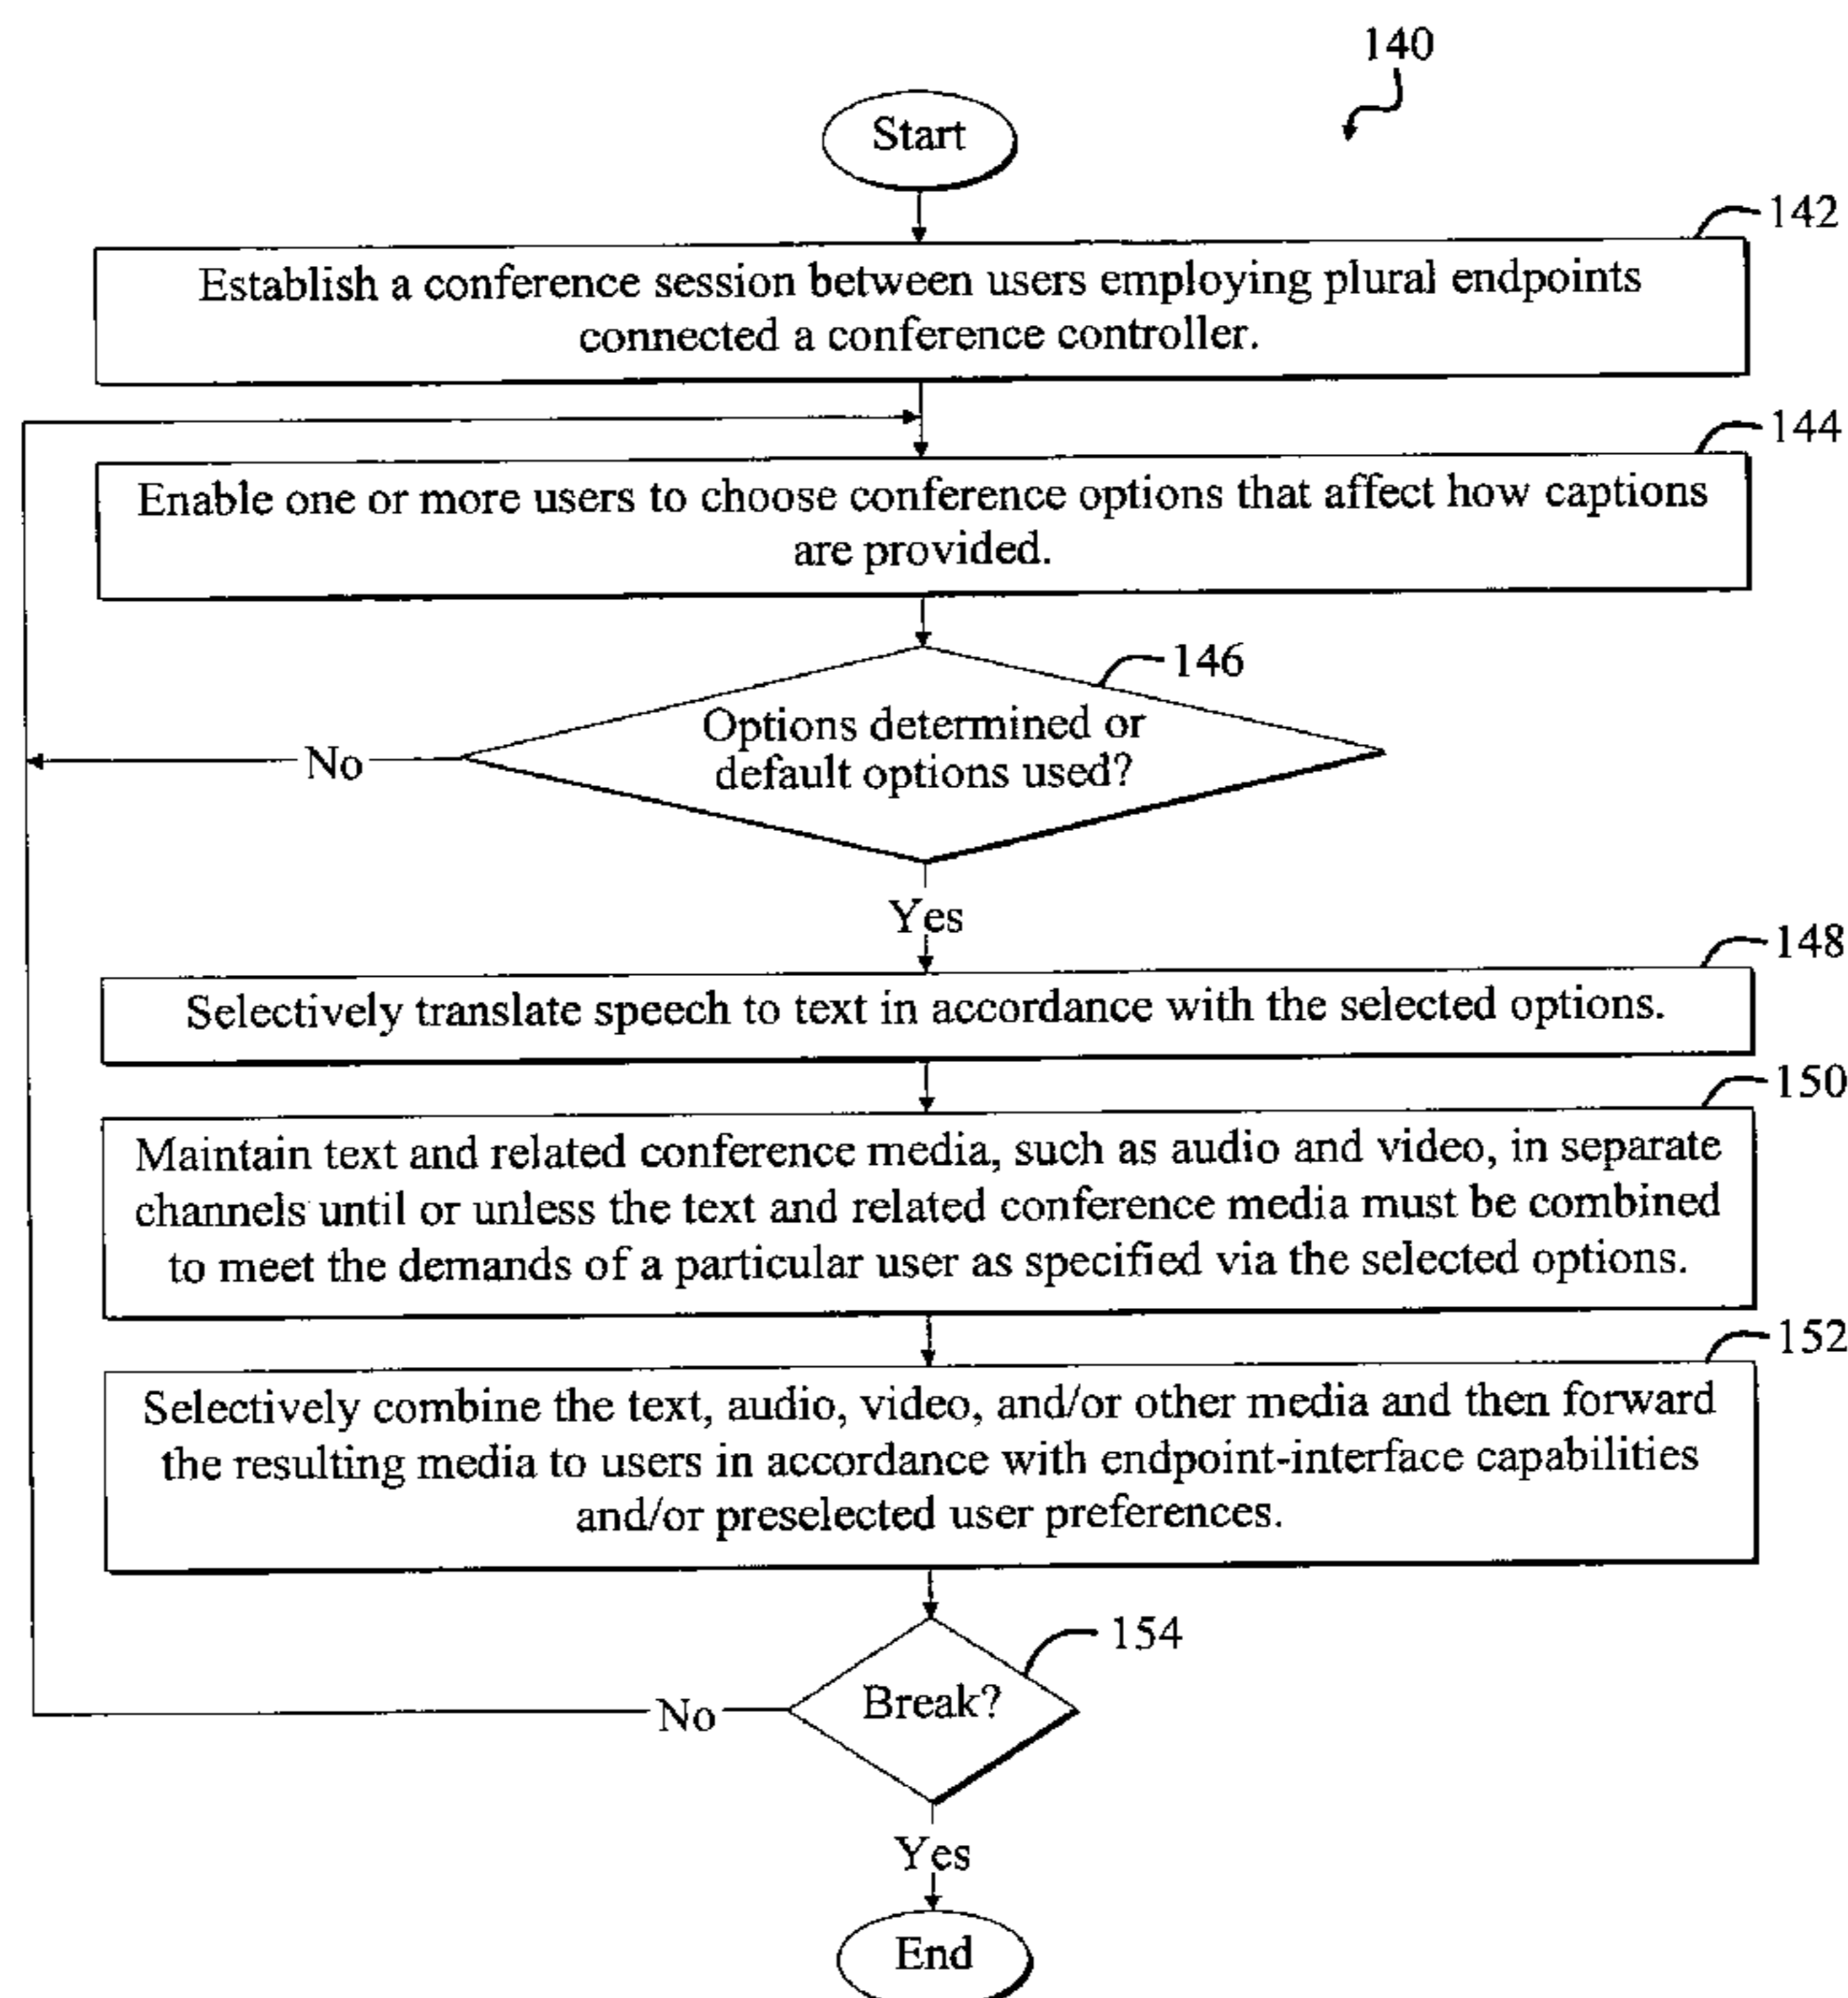 140
Start
142
Establish a conference session between users employing plural endpoints
connected a conference controller.
144
Enable one or more users to choose conference options that affect how captions
are provided.
146
Options determined or
default options used?
No
Yes
148
Selectively translate speech to text in accordance with the selected options.
150
Maintain text and related conference media, such as audio and video, in separate
channels until or unless the text and related conference media must be combined
to meet the demands of a particular user as specified via the selected options.
152
Selectively combine the text, audio, video, and/or other media and then forward
the resulting media to users in accordance with endpoint-interface capabilities
and/or preselected user preferences.
154
Break?
No
Yes
End